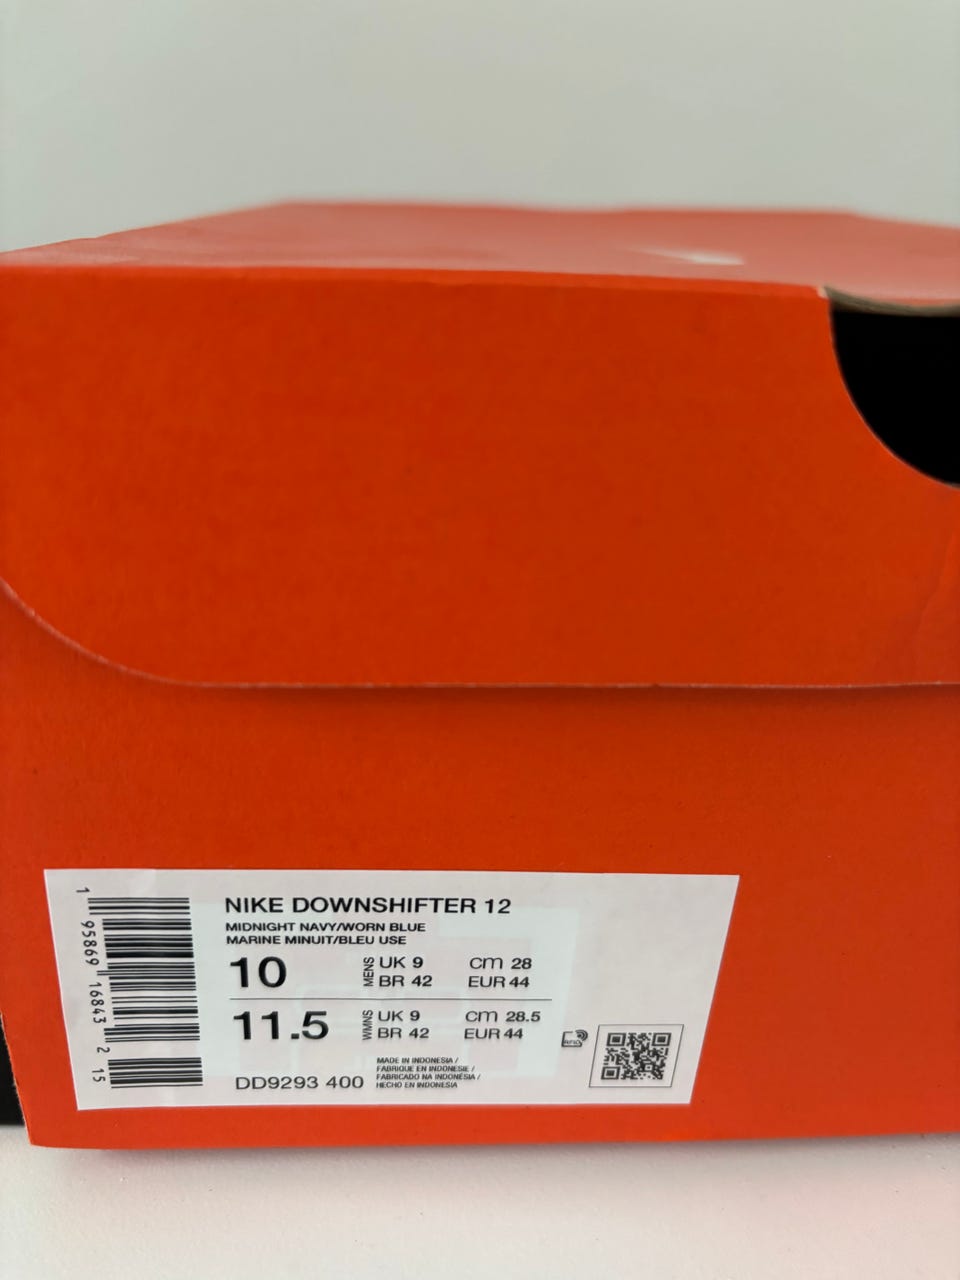 NIKE DOWNSHIFTER 12
MIDNIGHT NAVY/WORN BLUE
MARINE MINUIT/BLEU USE
10 MENS UK 9 CM 28
BR 42 EUR 44
11.5 WMNS UK 9 CM 28.5
BR 42 EUR 44
MADE IN INDONESIA /
FABRIQUE EN INDONESIE /
FABRICADO NA INDONESIA /
HECHO EN INDONESIA
DD9293 400
RFID
1 95869 16843 2 15